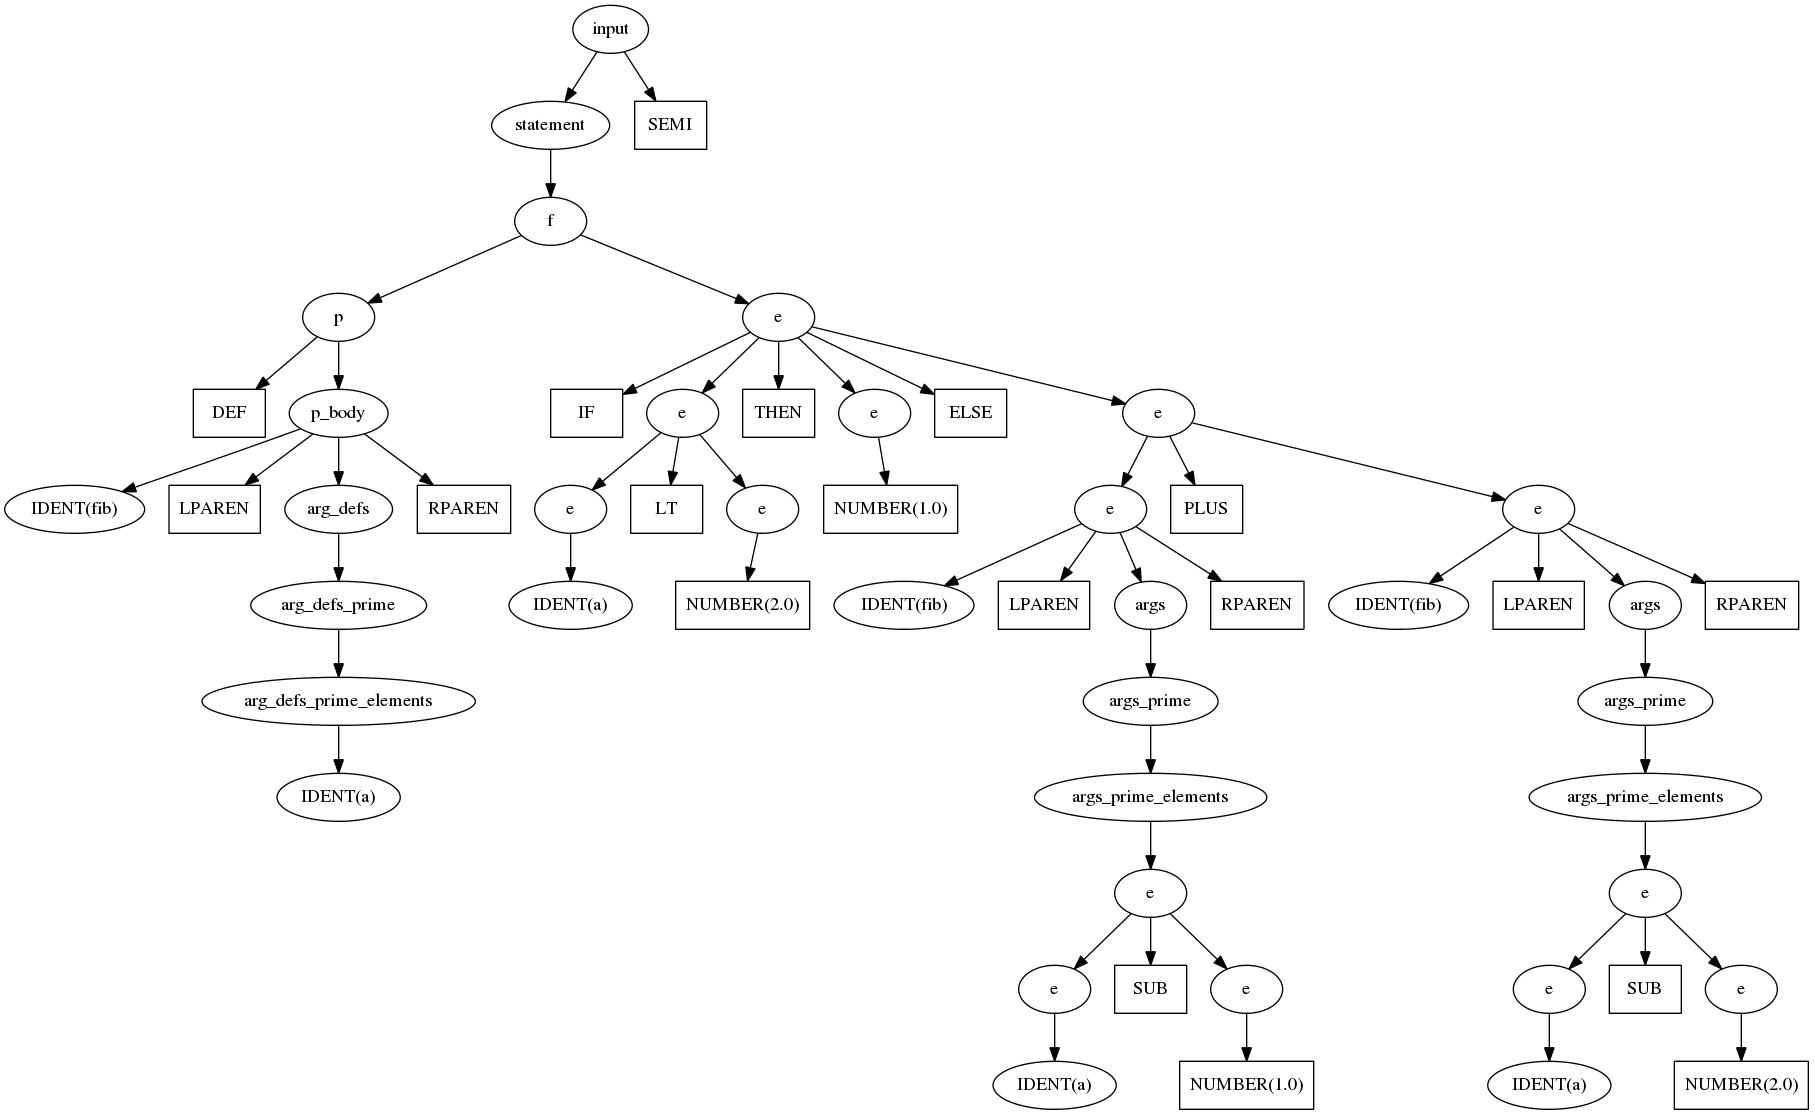 input
statement
SEMI
f
p
e
DEF
p_body
IF
e
THEN
e
ELSE
e
IDENT(fib)
LPAREN
arg_defs
RPAREN
e
LT
e
NUMBER(1.0)
e
PLUS
e
arg_defs_prime
IDENT(a)
NUMBER(2.0)
IDENT(fib)
LPAREN
args
RPAREN
IDENT(fib)
LPAREN
args
RPAREN
arg_defs_prime_elements
args_prime
args_prime
IDENT(a)
args_prime_elements
args_prime_elements
e
e
e
SUB
e
e
SUB
e
IDENT(a)
NUMBER(1.0)
IDENT(a)
NUMBER(2.0)